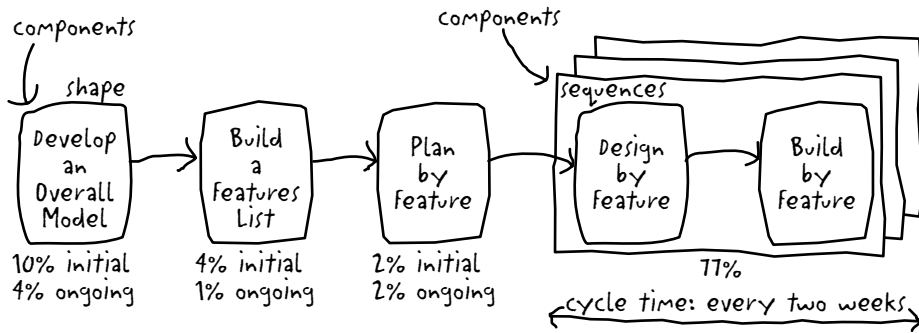 components
shape
Develop
an
Overall
Model
10% initial
4% ongoing
Build
a
Features
List
4% initial
1% ongoing
Plan
by
Feature
2% initial
2% ongoing
components
sequences
Design
by
Feature
Build
by
Feature
77%
cycle time: every two weeks